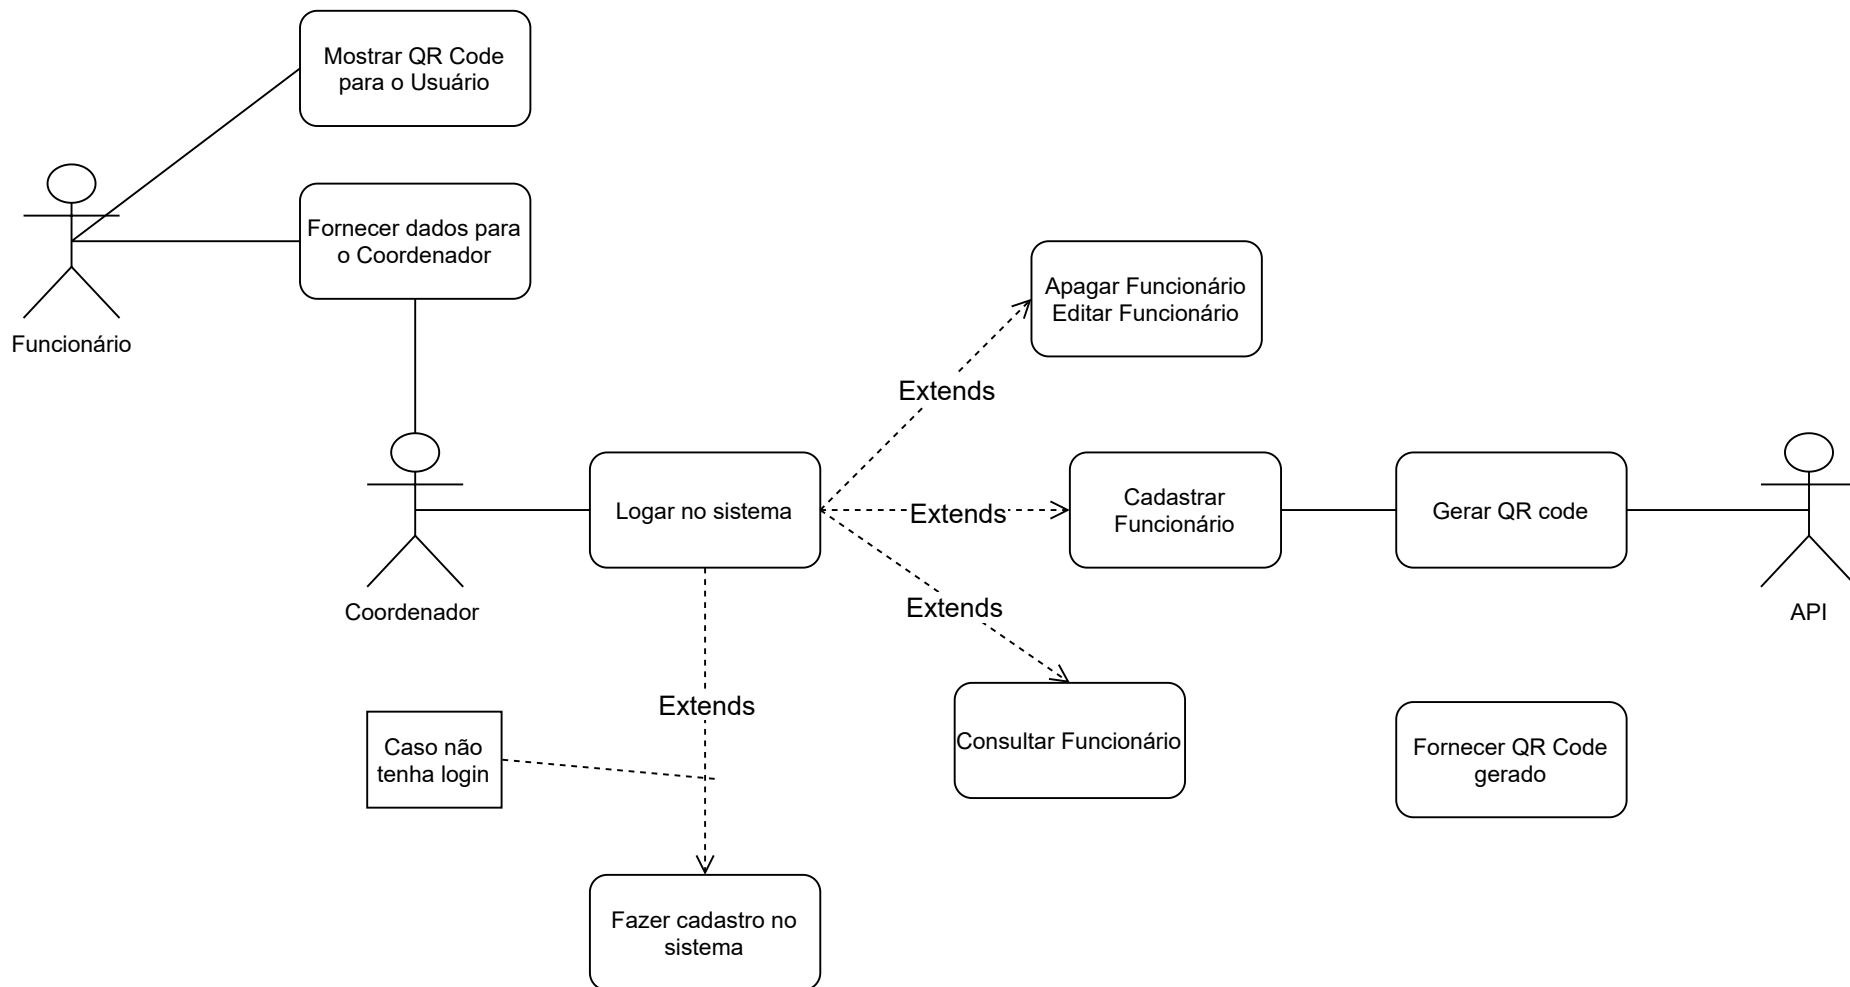 Mostrar QR Code
para o Usuário
Fornecer dados para
o Coordenador
Funcionário
Apagar Funcionário
Editar Funcionário
Extends
Logar no sistema
Extends
Cadastrar
Funcionário
Gerar QR code
Coordenador
Extends
API
Extends
Caso não
tenha login
Consultar Funcionário
Fornecer QR Code
gerado
Fazer cadastro no
sistema